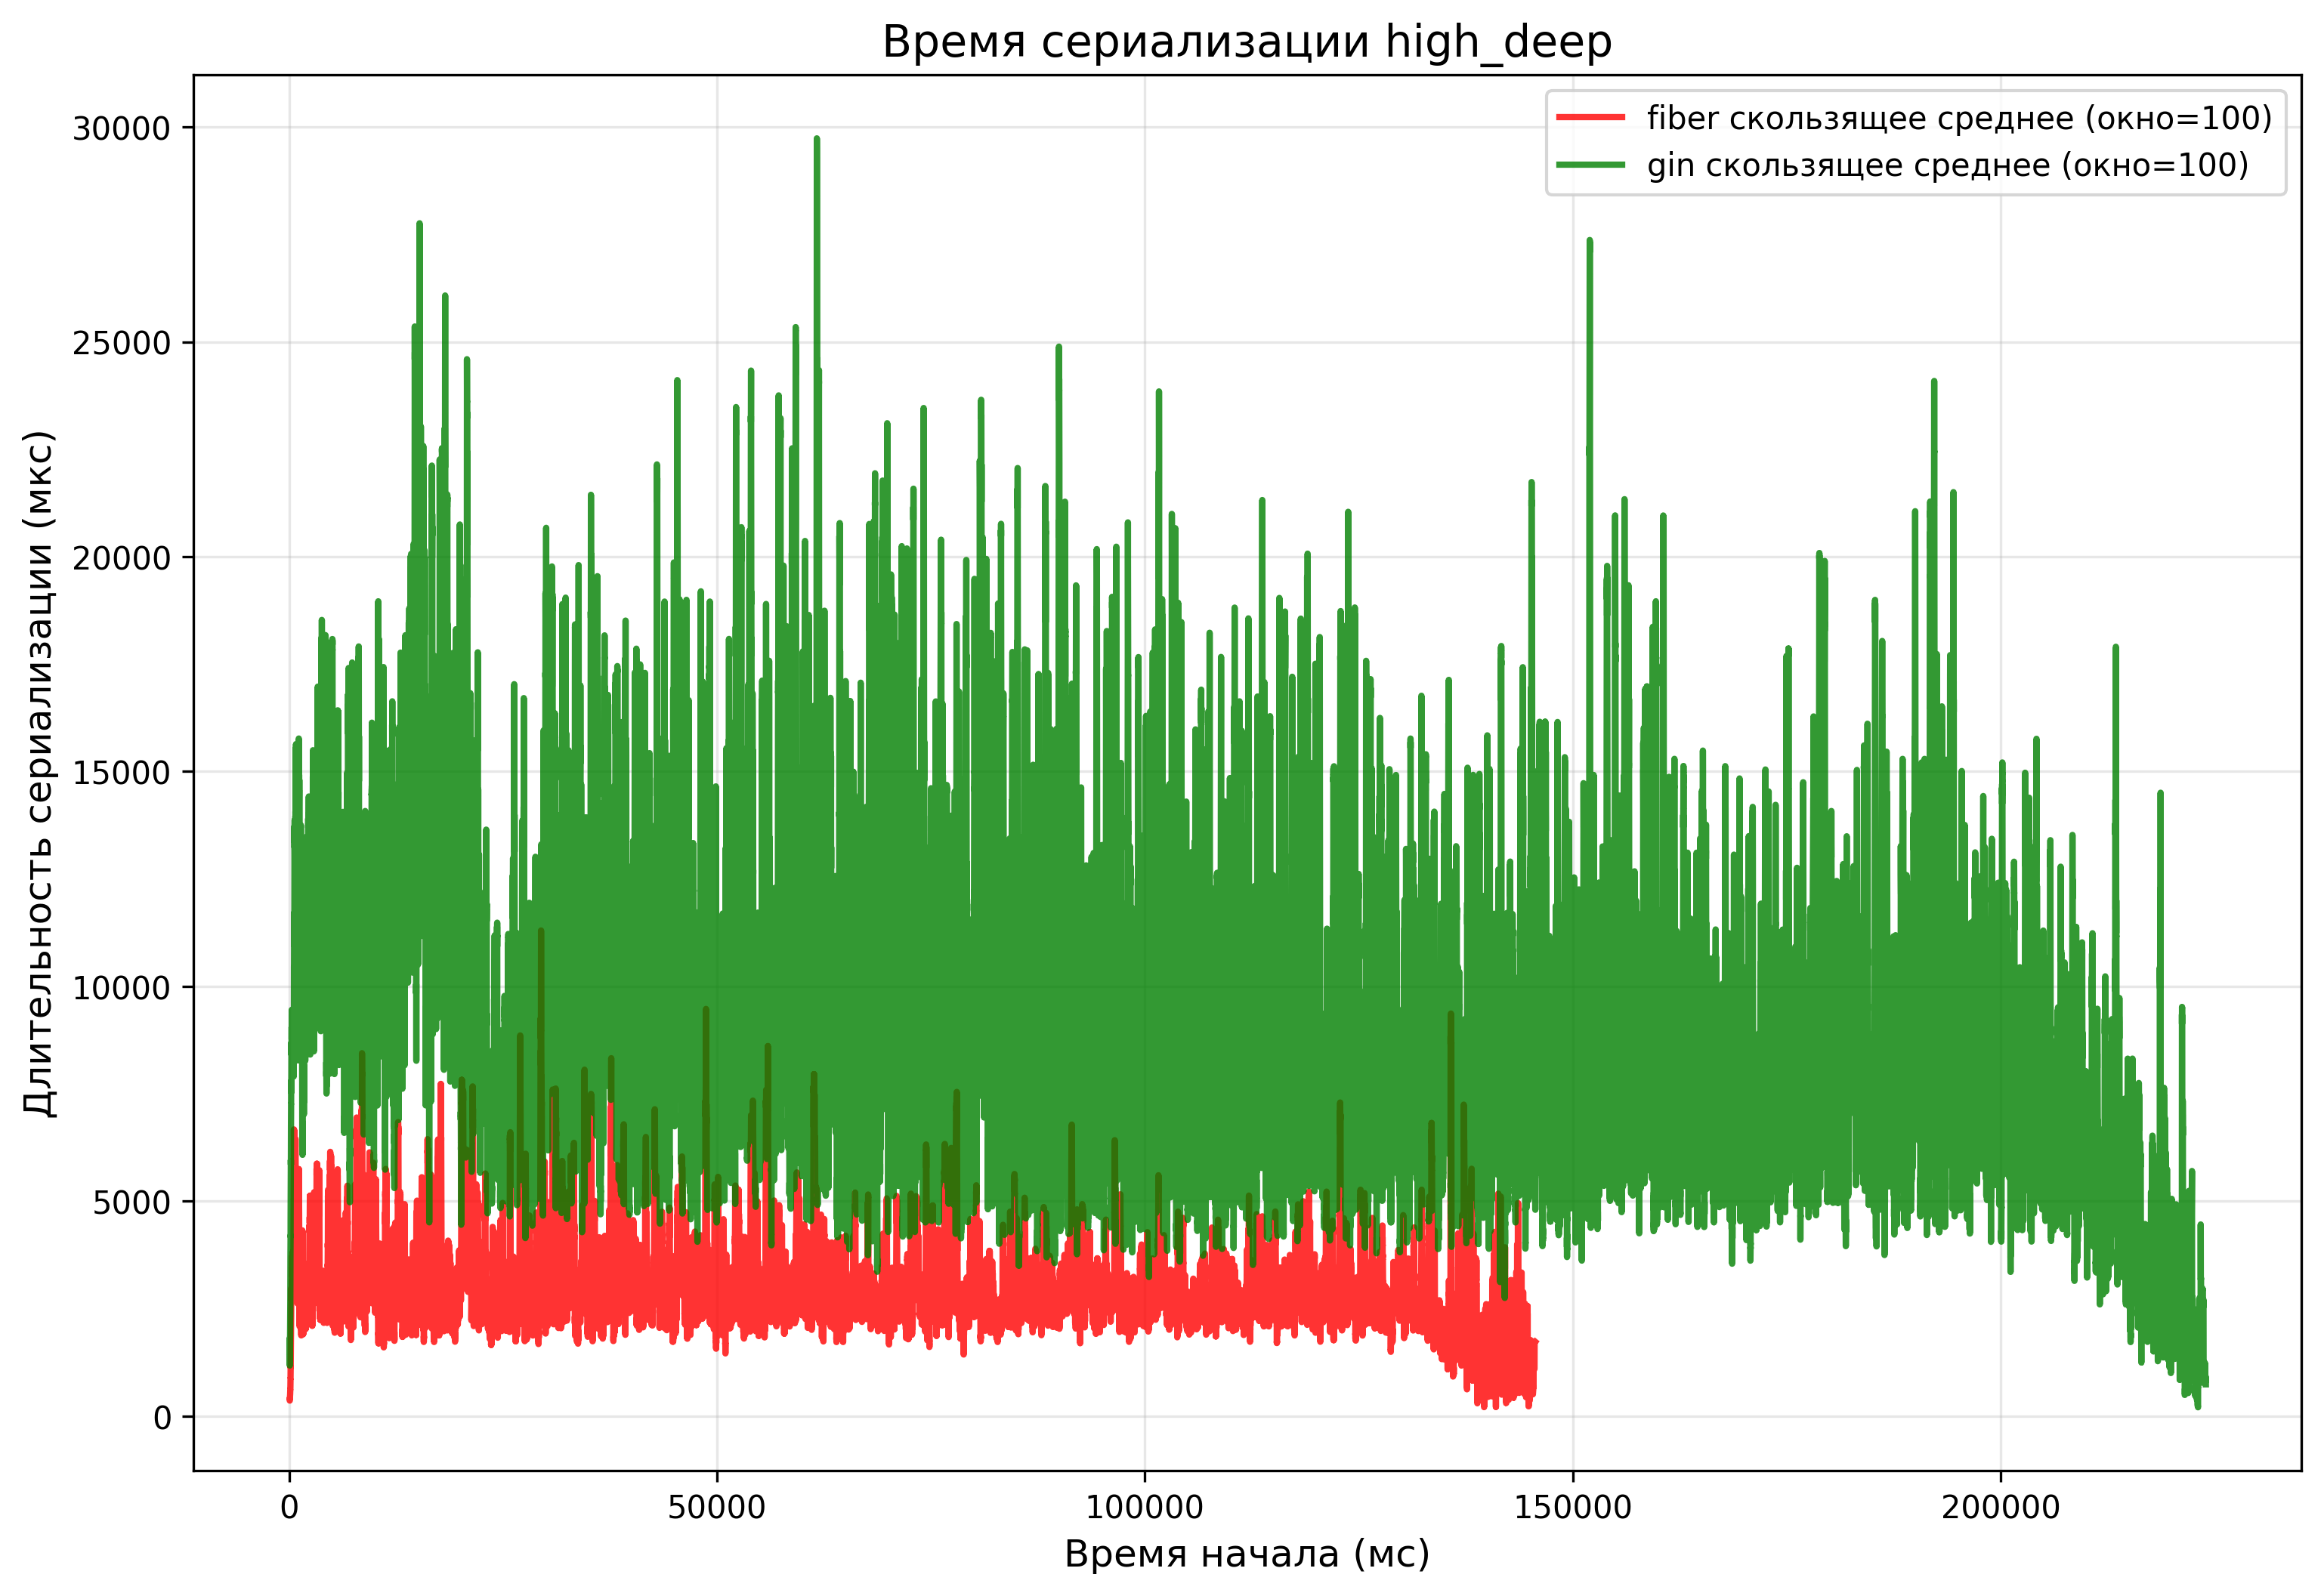 Время сериализации high_deep
fiber скользящее среднее (окно=100)
gin скользящее среднее (окно=100)
Длительность сериализации (мкс)
30000
25000
20000
15000
10000
5000
0
0 50000 100000 150000 200000
Время начала (мс)